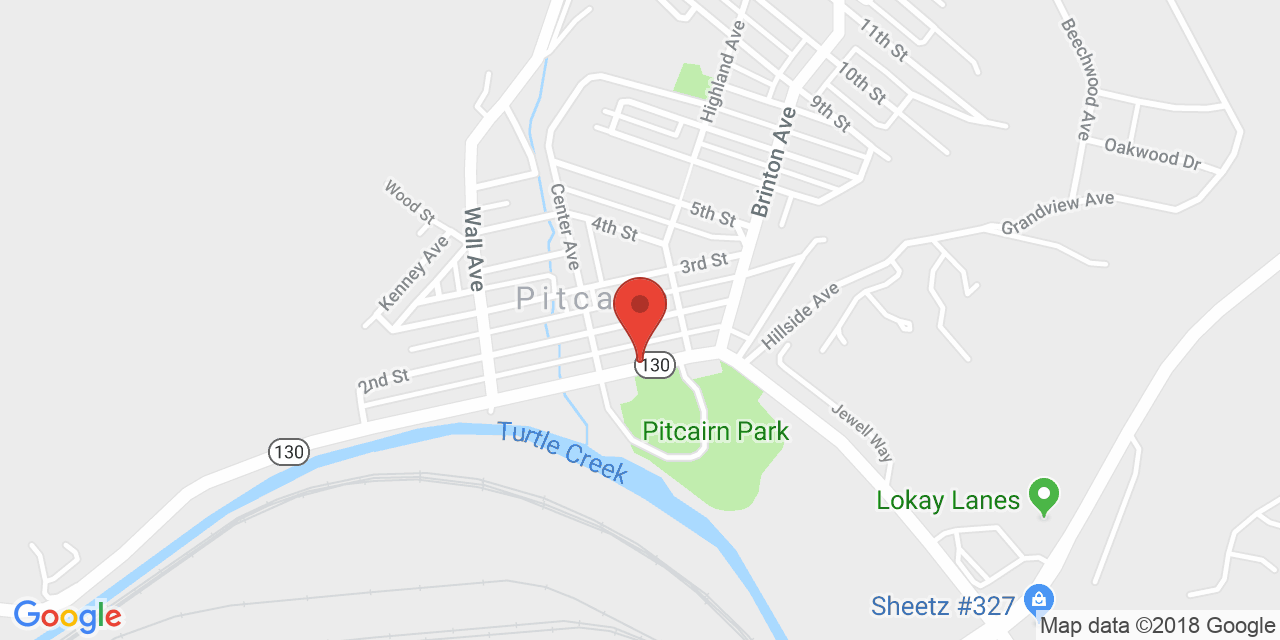 11th St
Highland Ave
Beechwood Ave
10th St
9th St
Brinton Ave
Oakwood Dr
Wood St
Center Ave
5th St
Grandview Ave
Wall Ave
4th St
Kenney Ave
3rd St
Pitca
Hillside Ave
130
2nd St
Jewell Way
Pitcairn Park
Turtle Creek
130
Lokay Lanes
Sheetz #327
Google
Map data ©2018 Google